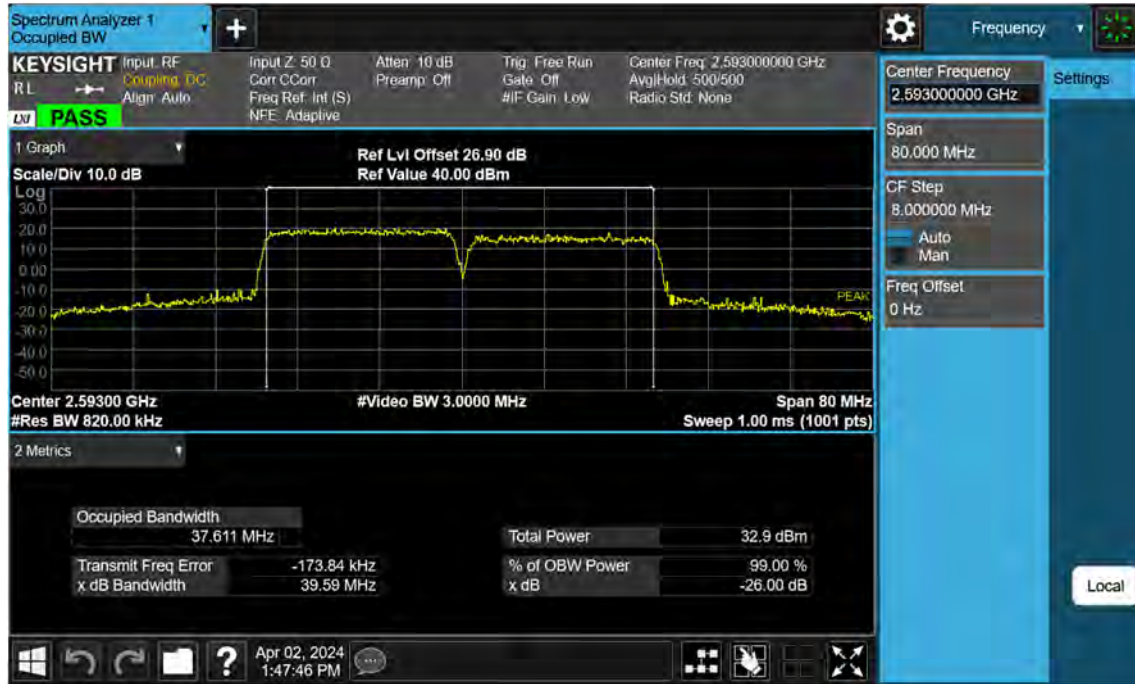 Spectrum Analyzer 1
Occupied BW
+
Frequency
KEYSIGHT Input: RF Input Z: 50 Ω Atten: 10 dB Trig: Free Run Center Freq: 2.593000000 GHz
RL Coupling: DC Corr CCorr Preamp: Off Gate: Off Avg|Hold: 500/500
Align: Auto Freq Ref: Int (S) #IF Gain: Low Radio Std: None
NFE: Adaptive
LXI PASS
Center Frequency
2.593000000 GHz
Settings
Span
80.000 MHz
CF Step
8.000000 MHz
Auto
Man
Freq Offset
0 Hz
Local
1 Graph
Ref Lvl Offset 26.90 dB
Scale/Div 10.0 dB Ref Value 40.00 dBm
Log
30.0
20.0
10.0
0.00
-10.0
PEAK
-20.0
-30.0
-40.0
-50.0
Center 2.59300 GHz #Video BW 3.0000 MHz Span 80 MHz
#Res BW 820.00 kHz Sweep 1.00 ms (1001 pts)
2 Metrics
Occupied Bandwidth
37.611 MHz Total Power 32.9 dBm
Transmit Freq Error -173.84 kHz % of OBW Power 99.00 %
x dB Bandwidth 39.59 MHz x dB -26.00 dB
? Apr 02, 2024
1:47:46 PM